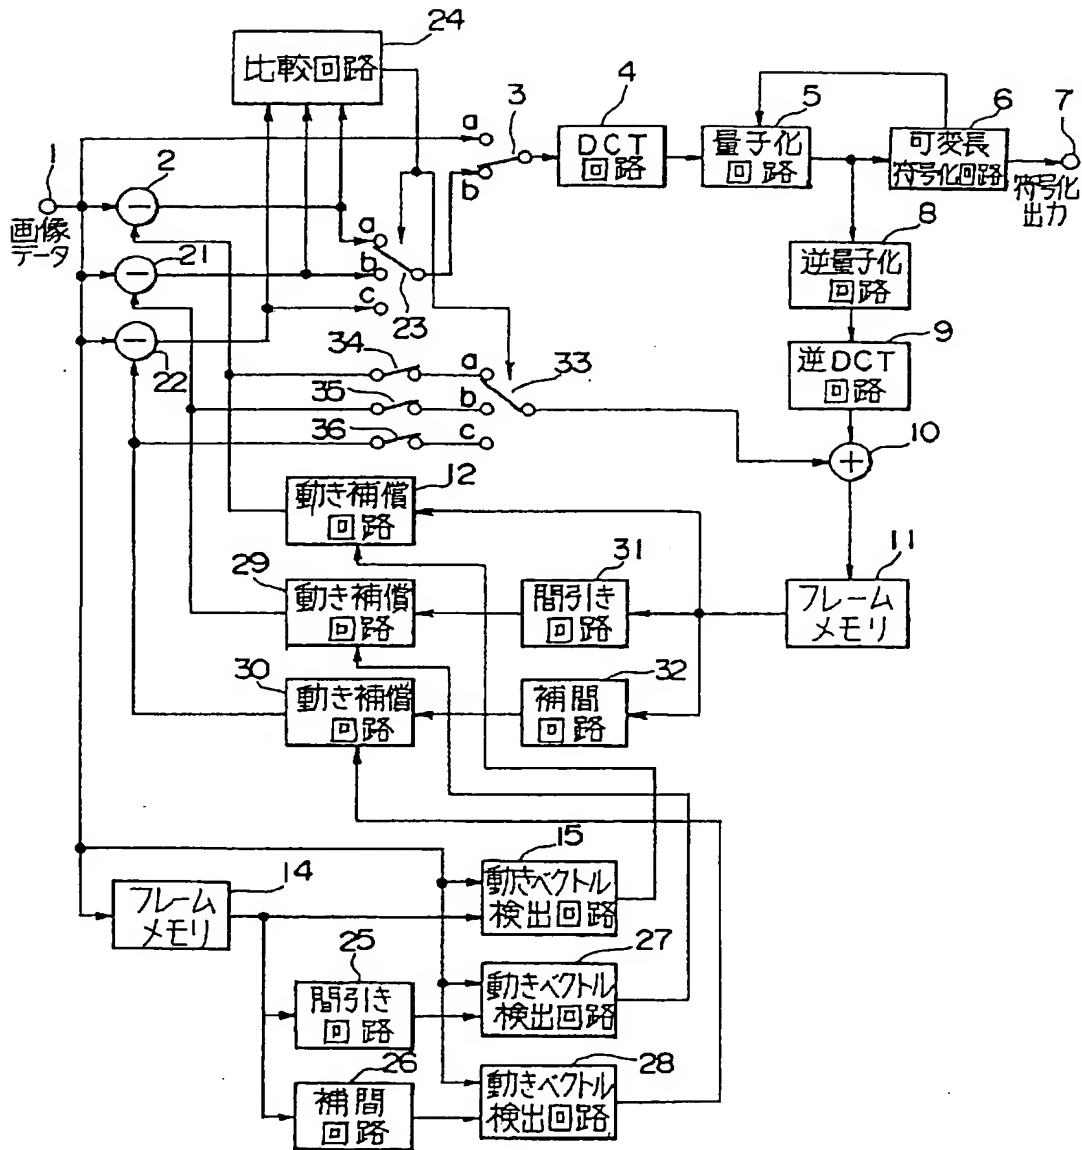 24
比較回路
3
4
DCT
回路
5
量子化
回路
6
可変長
符号化回路
7
符号化
出力
a
b
1
画像
データ
2
21
22
a
b
c
23
8
逆量子化
回路
9
逆DCT
回路
10
34
35
36
a
b
c
33
12
動き補償
回路
29
動き補償
回路
30
動き補償
回路
31
間引き
回路
32
補間
回路
11
フレーム
メモリ
14
フレーム
メモリ
15
動きベクトル
検出回路
25
間引き
回路
27
動きベクトル
検出回路
26
補間
回路
28
動きベクトル
検出回路